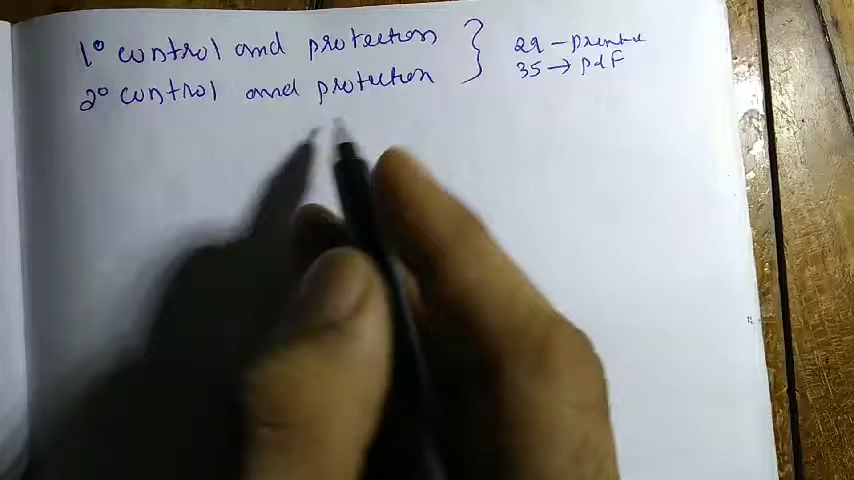 1° control and protection } 29 - printed
2° control and protection 35 → pdf